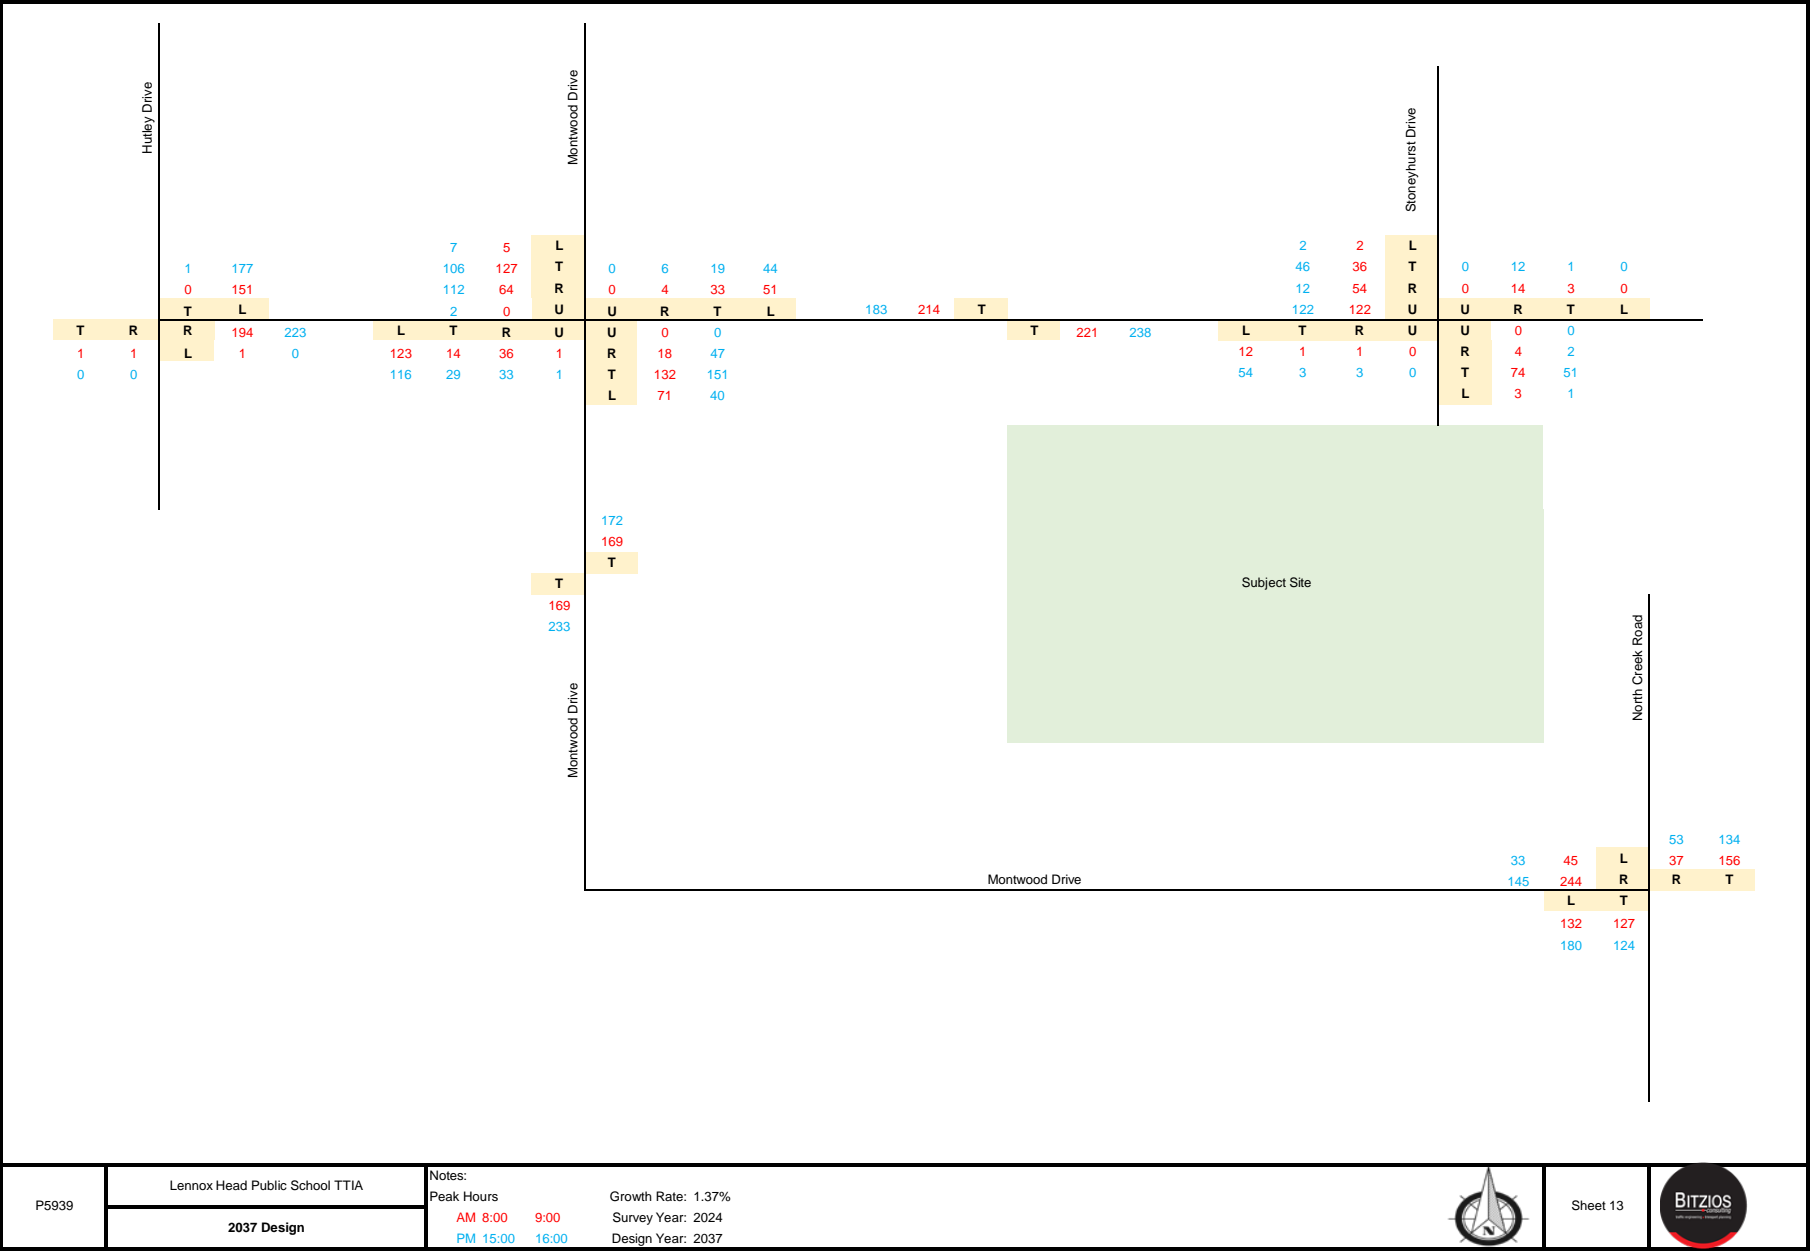 Hutley Drive
Montwood Drive
Stoneyhurst Drive
7 5 L
2 2 L
1 177
106 127 T
0 6 19 44
46 36 T
0 12 1 0
0 151
112 64 R
0 4 33 51
12 54 R
0 14 3 0
T L
2 0 U
U R T L
183 214 T
122 122 U
U R T L
T R
R 194 223
L T R U
U 0 0
T 221 238
L T R U
U 0 0
1 1
L 1 0
123 14 36 1
R 18 47
12 1 1 0
R 4 2
0 0
116 29 33 1
T 132 151
54 3 3 0
T 74 51
L 71 40
L 3 1
172
169
T
T
169
233
Subject Site
North Creek Road
Montwood Drive
53 134
33 45 L
37 156
Montwood Drive
145 244 R
R T
L T
132 127
180 124
P5939
Lennox Head Public School TTIA
2037 Design
Notes:
Peak Hours
AM 8:00 9:00
PM 15:00 16:00
Growth Rate: 1.37%
Survey Year: 2024
Design Year: 2037
N
Sheet 13
BITZIOS
consulting